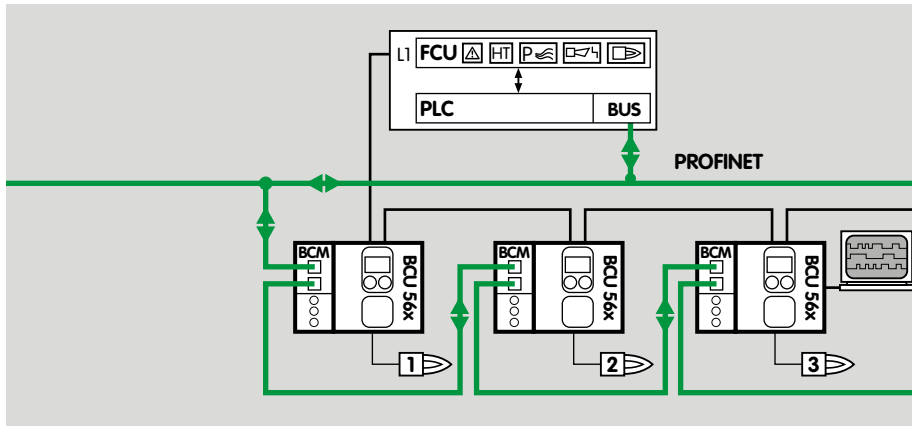 L1 FCU HT P
PLC BUS
PROFINET
BCM BCU 56x
BCM BCU 56x
BCM BCU 56x
1
2
3